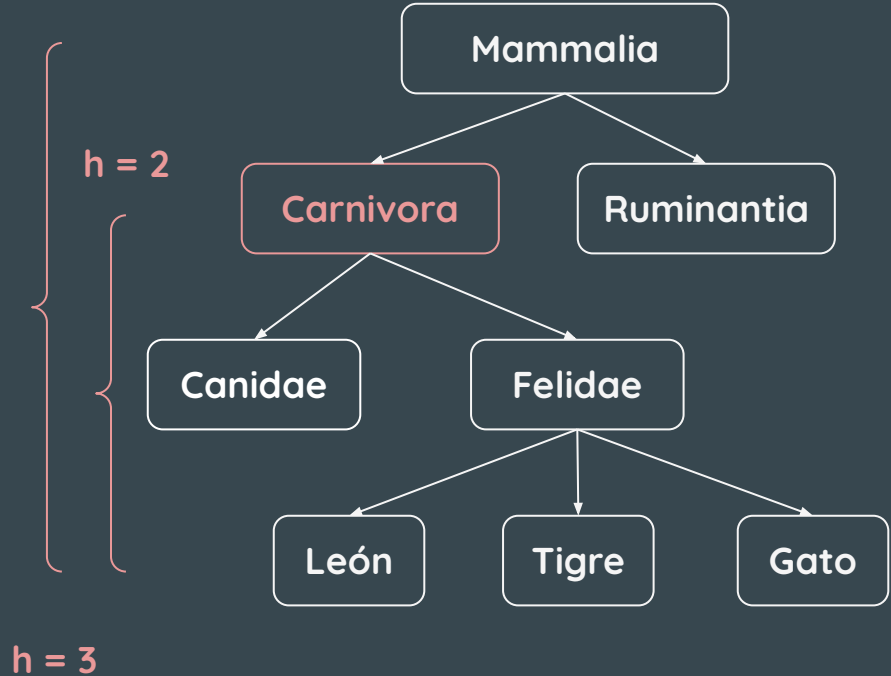 Mammalia
h = 2
Carnivora
Ruminantia
Canidae
Felidae
León
Tigre
Gato
h = 3